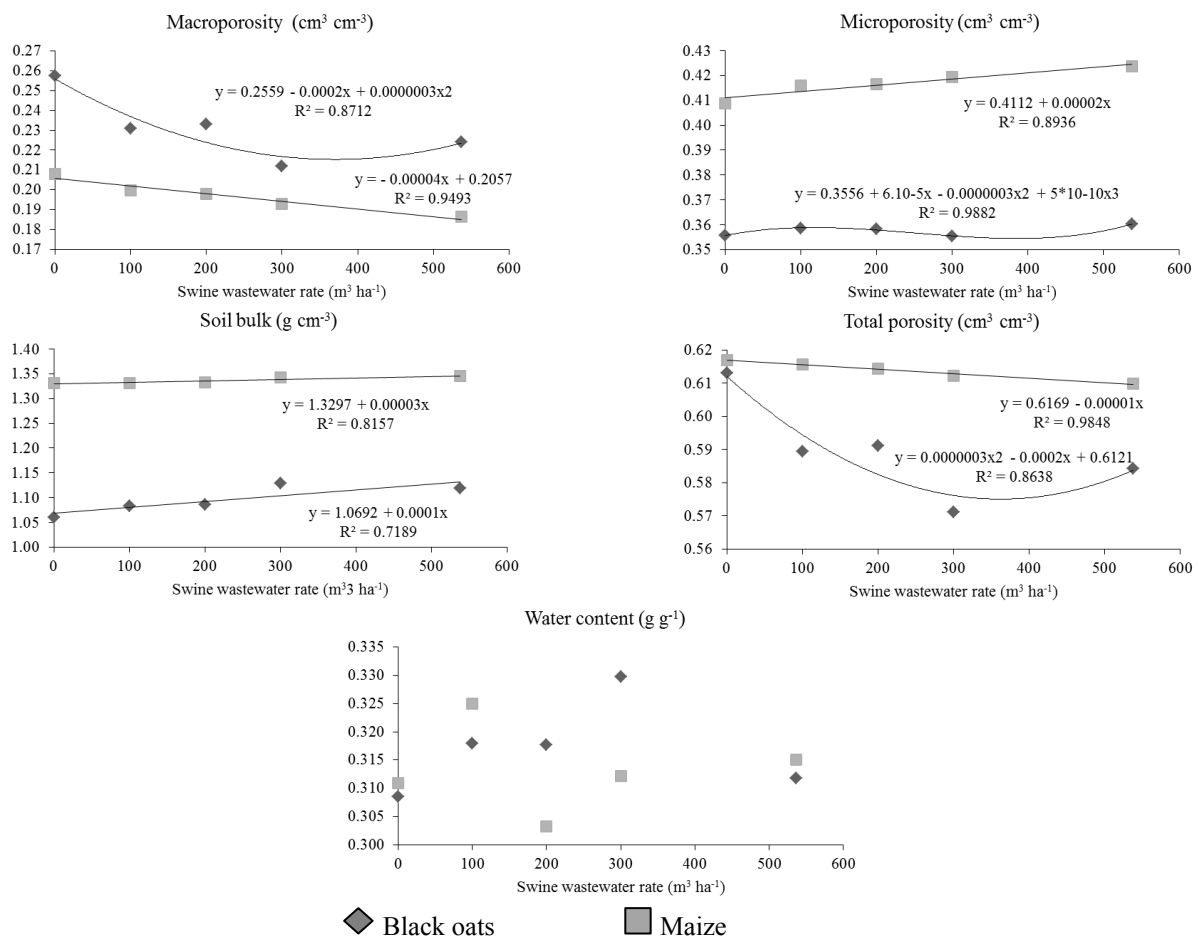 Macroporosity (cm³ cm⁻³)
0.27
0.26
0.25
0.24
0.23
0.22
0.21
0.20
0.19
0.18
0.17
y = 0.2559 - 0.0002x + 0.0000003x2
R² = 0.8712
y = - 0.00004x + 0.2057
R² = 0.9493
0 100 200 300 400 500 600
Swine wastewater rate (m³ ha⁻¹)
Microporosity (cm³ cm⁻³)
0.43
0.42
0.41
0.40
0.39
0.38
0.37
0.36
0.35
y = 0.4112 + 0.00002x
R² = 0.8936
y = 0.3556 + 6.10-5x - 0.0000003x2 + 5*10-10x3
R² = 0.9882
0 100 200 300 400 500 600
Swine wastewater rate (m³ ha⁻¹)
Soil bulk (g cm⁻³)
1.40
1.35
1.30
1.25
1.20
1.15
1.10
1.05
1.00
y = 1.3297 + 0.00003x
R² = 0.8157
y = 1.0692 + 0.0001x
R² = 0.7189
0 100 200 300 400 500 600
Swine wastewater rate (m³3 ha⁻¹)
Total porosity (cm³ cm⁻³)
0.62
0.61
0.60
0.59
0.58
0.57
0.56
y = 0.6169 - 0.00001x
R² = 0.9848
y = 0.0000003x2 - 0.0002x + 0.6121
R² = 0.8638
0 100 200 300 400 500 600
Swine wastewater rate (m³ ha⁻¹)
Water content (g g⁻¹)
0.335
0.330
0.325
0.320
0.315
0.310
0.305
0.300
0 100 200 300 400 500 600
Swine wastewater rate (m³ ha⁻¹)
Black oats Maize